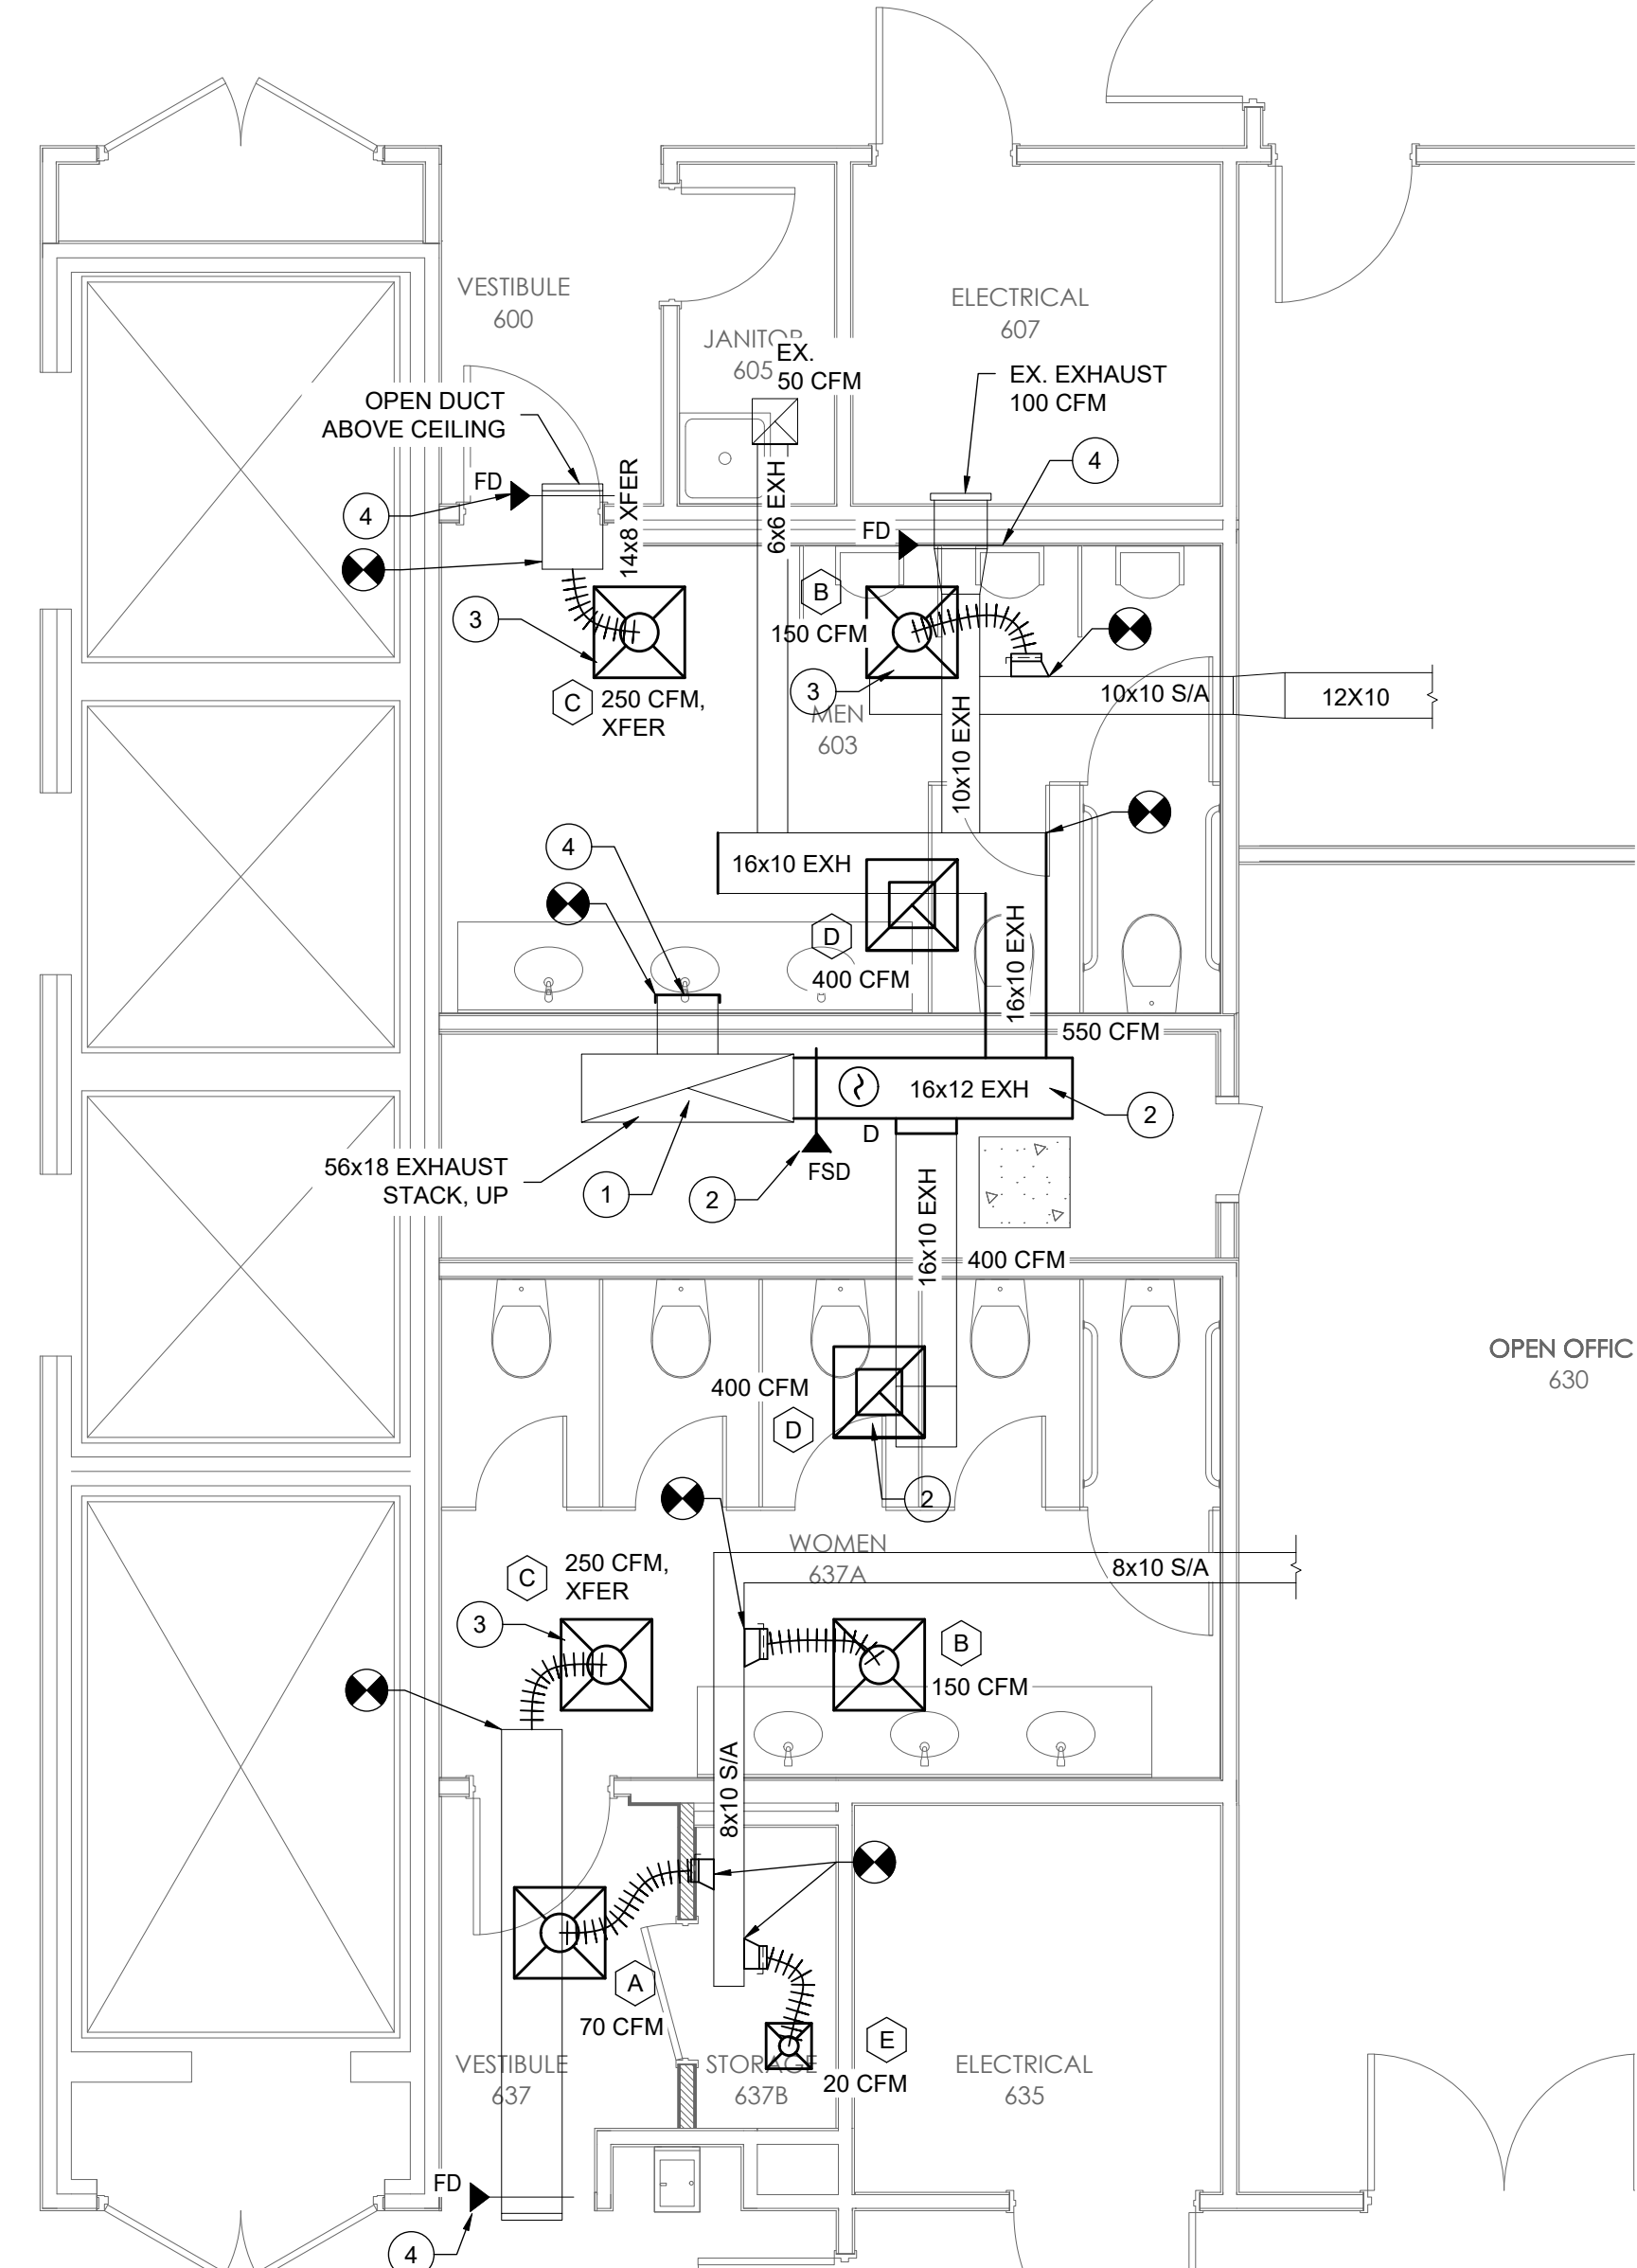 VESTIBULE
600
ELECTRICAL
607
JANITOR
605
EX.
50 CFM
EX. EXHAUST
100 CFM
OPEN DUCT
ABOVE CEILING
4
FD
4
14x8 XFER
6x6 EXH
FD
B
150 CFM
3
3
C
250 CFM,
XFER
MEN
603
10x10 S/A
12X10
10x10 EXH
4
16x10 EXH
D
400 CFM
16x10 EXH
550 CFM
16x12 EXH
2
D
56x18 EXHAUST
STACK, UP
1
2
FSD
16x10 EXH
400 CFM
OPEN OFFIC
630
400 CFM
D
2
WOMEN
637A
8x10 S/A
C
250 CFM,
XFER
3
B
150 CFM
8x10 S/A
A
70 CFM
E
20 CFM
VESTIBULE
637
STORAGE
637B
ELECTRICAL
635
FD
4